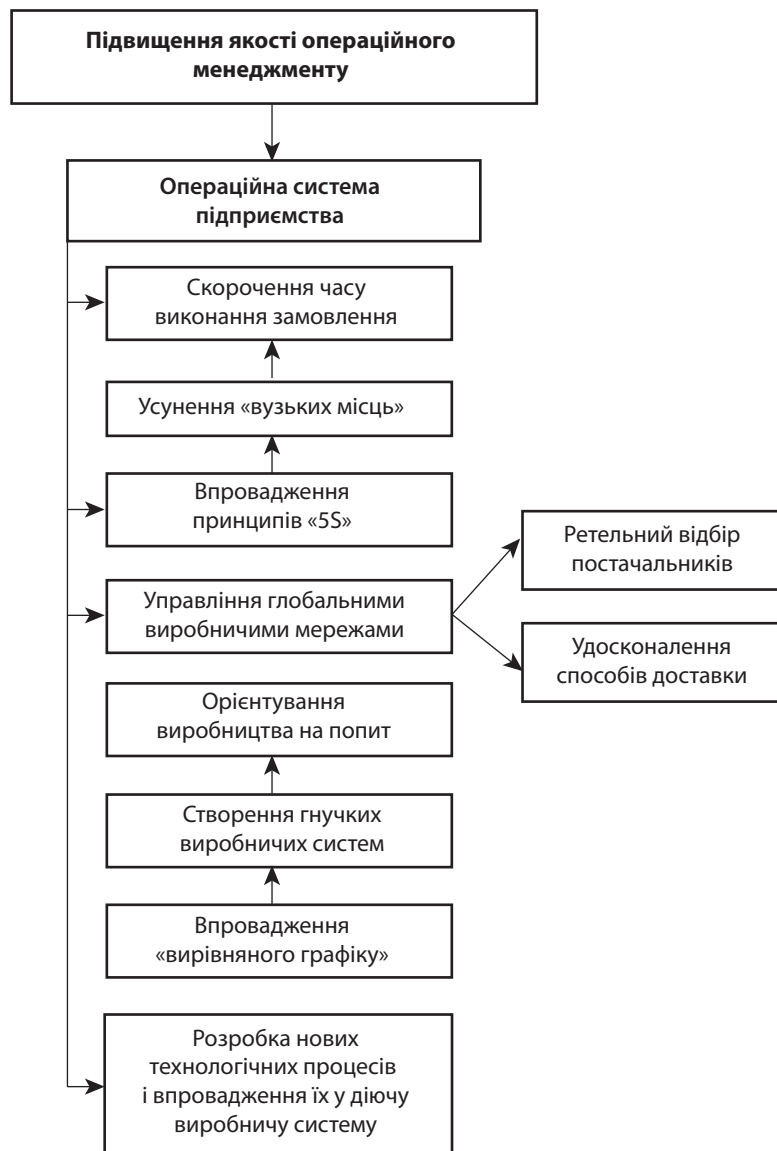 Підвищення якості операційного
менеджменту
Операційна система
підприємства
Скорочення часу
виконання замовлення
Усунення «вузьких місць»
Впровадження
принципів «5S»
Управління глобальними
виробничими мережами
Ретельний відбір
постачальників
Удосконалення
способів доставки
Орієнтування
виробництва на попит
Створення гнучких
виробничих систем
Впровадження
«вирівняного графіку»
Розробка нових
технологічних процесів
і впровадження їх у діючу
виробничу систему